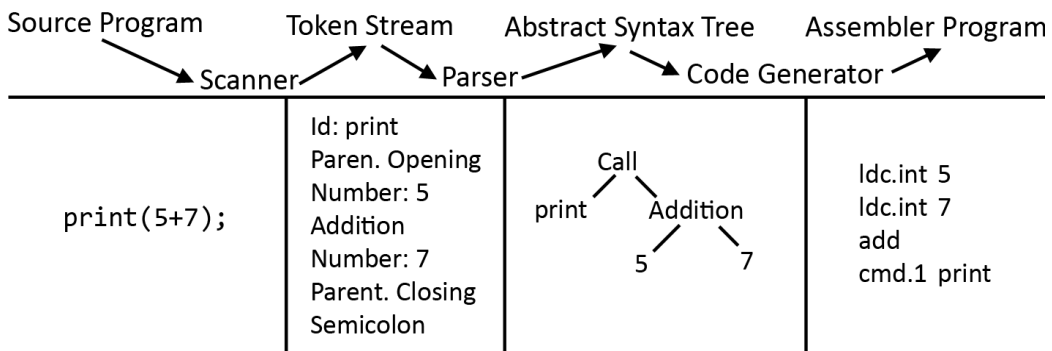 Source Program
Token Stream
Abstract Syntax Tree
Assembler Program
Scanner
Parser
Code Generator
print(5+7);
Id: print
Paren. Opening
Number: 5
Addition
Number: 7
Parent. Closing
Semicolon
Call
print
Addition
5
7
ldc.int 5
ldc.int 7
add
cmd.1 print